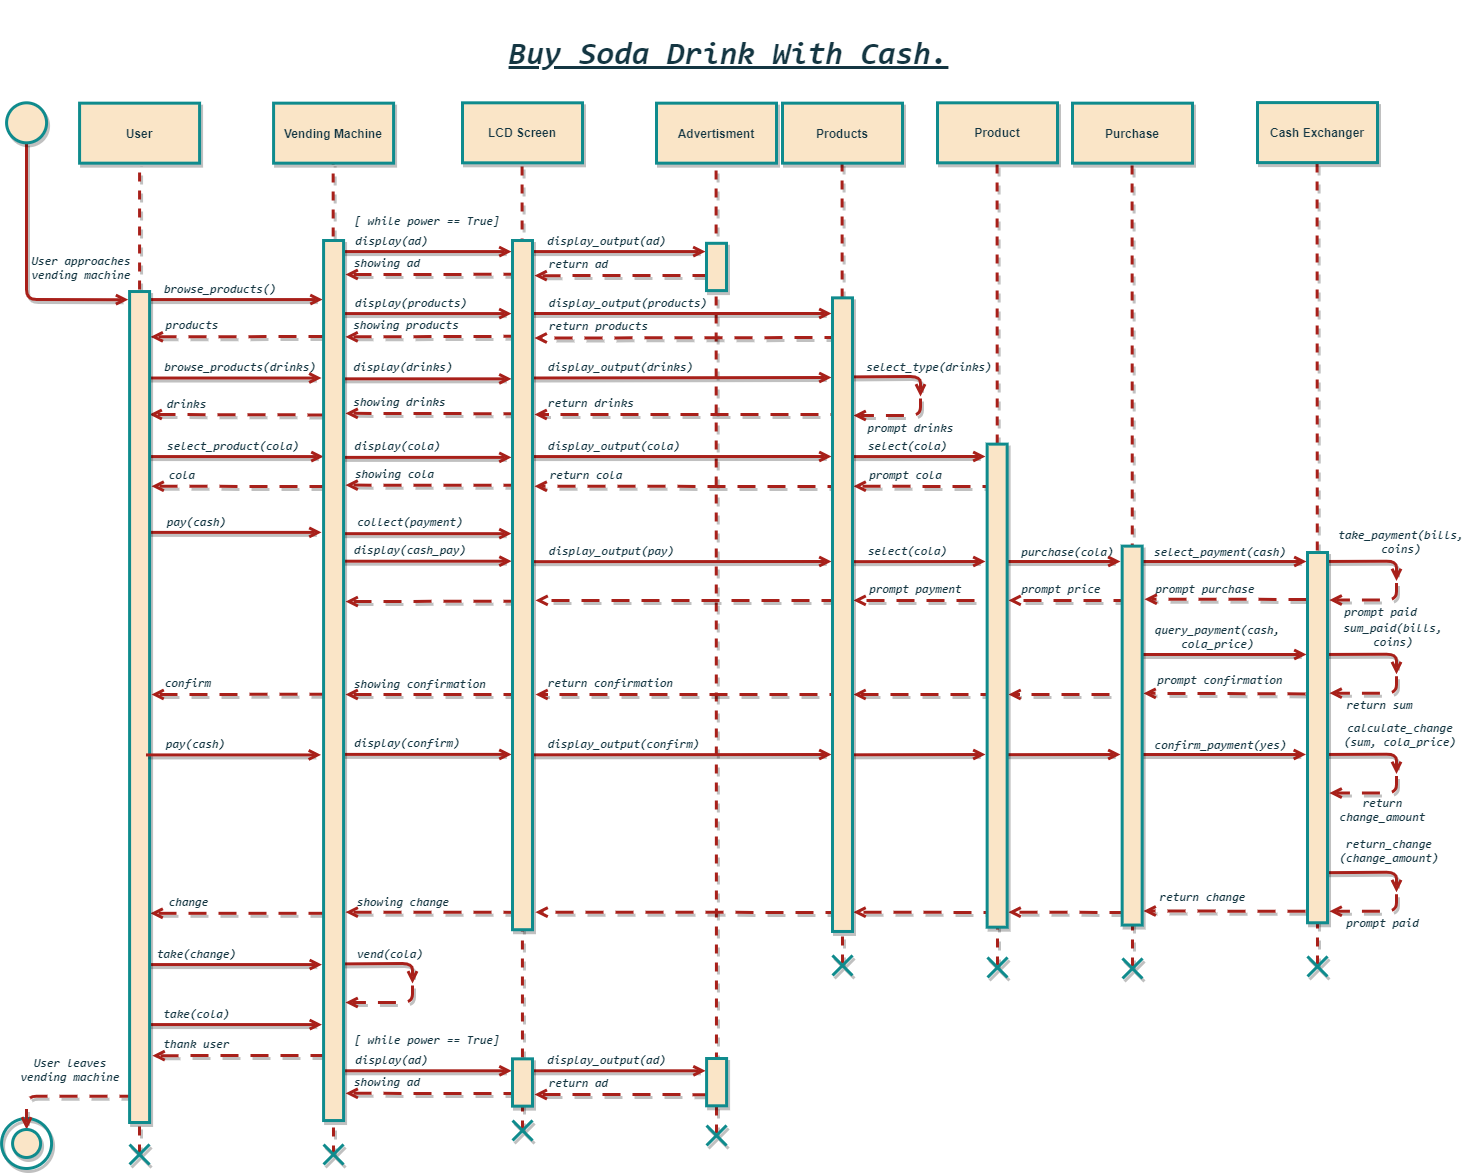 Buy Soda Drink With Cash.
User
Vending Machine
LCD Screen
Advertisment
Products
Product
Purchase
Cash Exchanger
[ while power == True]
display(ad)
display_output(ad)
User approaches
vending machine
showing ad
return ad
browse_products()
display(products)
display_output(products)
products
showing products
return products
browse_products(drinks)
display(drinks)
display_output(drinks)
select_type(drinks)
drinks
showing drinks
return drinks
prompt drinks
select_product(cola)
display(cola)
display_output(cola)
select(cola)
cola
showing cola
return cola
prompt cola
pay(cash)
collect(payment)
take_payment(bills,
coins)
display(cash_pay)
display_output(pay)
select(cola)
purchase(cola)
select_payment(cash)
prompt payment
prompt price
prompt purchase
prompt paid
query_payment(cash,
cola_price)
sum_paid(bills,
coins)
confirm
showing confirmation
return confirmation
prompt confirmation
return sum
calculate_change
(sum, cola_price)
pay(cash)
display(confirm)
display_output(confirm)
confirm_payment(yes)
return
change_amount
return_change
(change_amount)
change
showing change
return change
prompt paid
take(change)
vend(cola)
take(cola)
thank user
[ while power == True]
User leaves
vending machine
display(ad)
display_output(ad)
showing ad
return ad